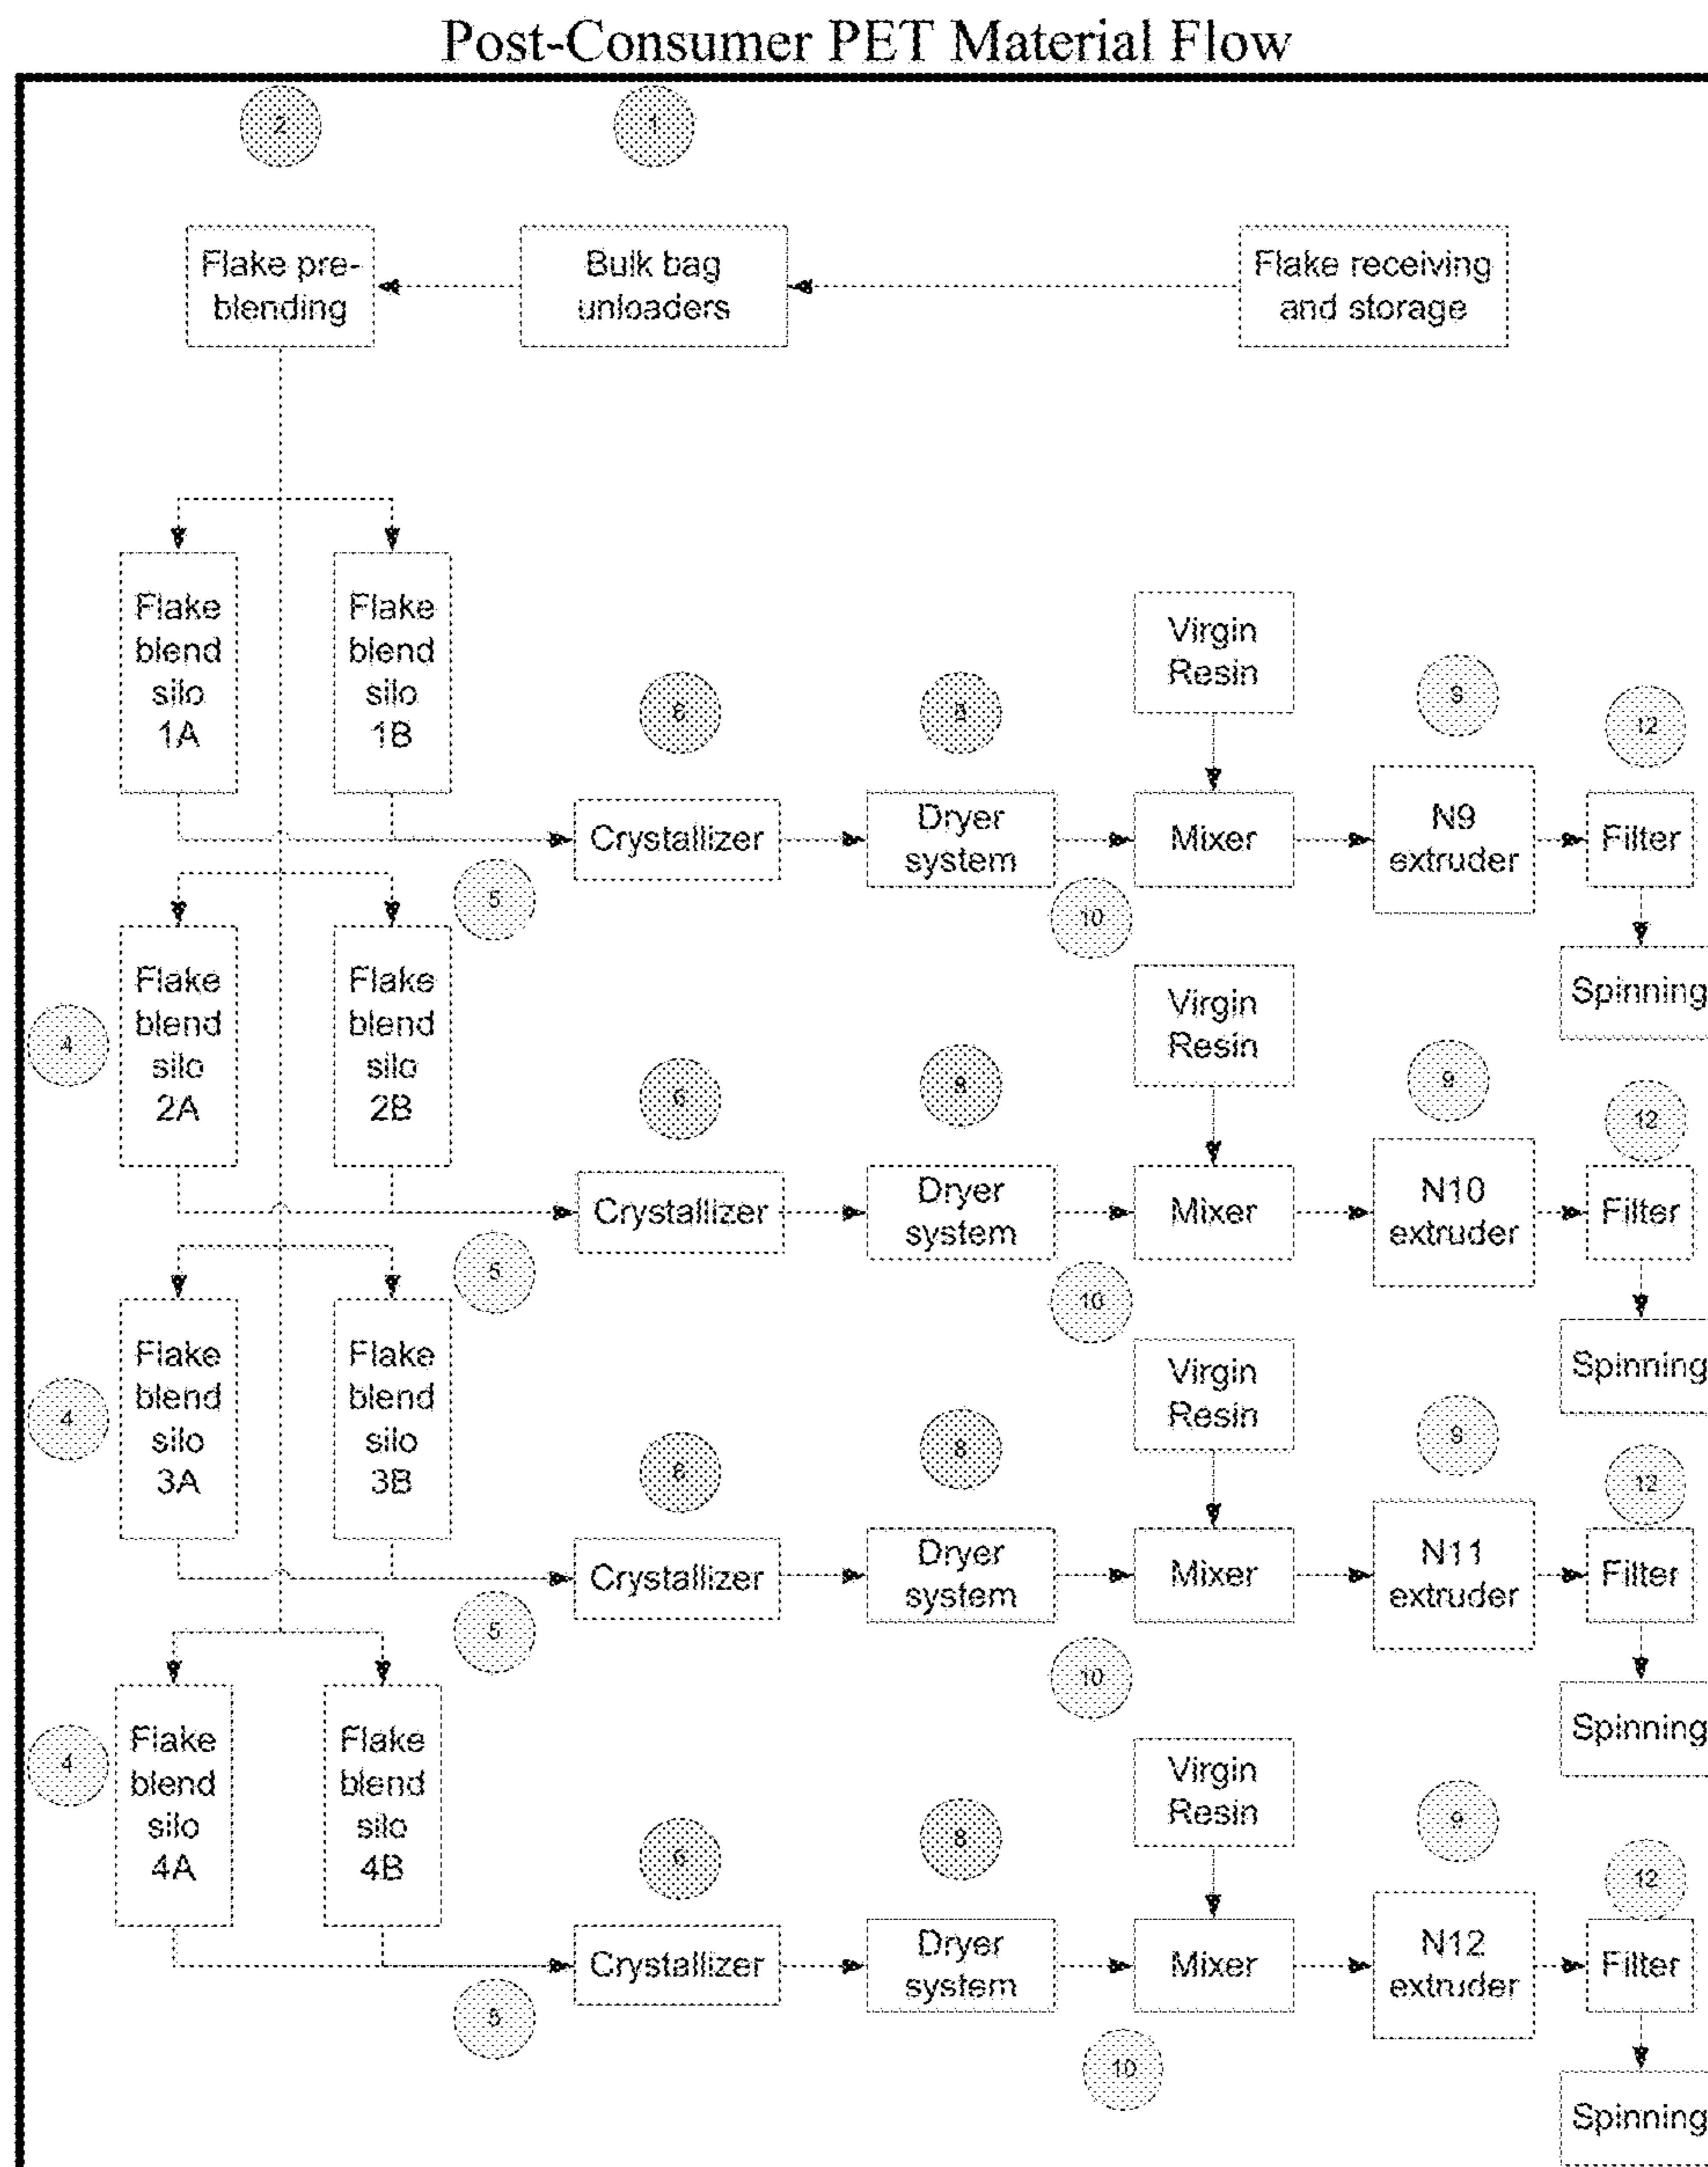 Post-Consumer PET Material Flow
2
1
Flake pre-
blending
Bulk bag
unloaders
Flake receiving
and storage
Flake
blend
silo
1A
Flake
blend
silo
1B
Virgin
Resin
6
8
9
12
Crystallizer
Dryer
system
Mixer
N9
extruder
Filter
5
10
Spinning
4
Flake
blend
silo
2A
Flake
blend
silo
2B
Virgin
Resin
6
8
9
12
Crystallizer
Dryer
system
Mixer
N10
extruder
Filter
5
10
Spinning
4
Flake
blend
silo
3A
Flake
blend
silo
3B
Virgin
Resin
6
8
9
12
Crystallizer
Dryer
system
Mixer
N11
extruder
Filter
5
10
Spinning
4
Flake
blend
silo
4A
Flake
blend
silo
4B
Virgin
Resin
6
8
9
12
Crystallizer
Dryer
system
Mixer
N12
extruder
Filter
5
10
Spinning